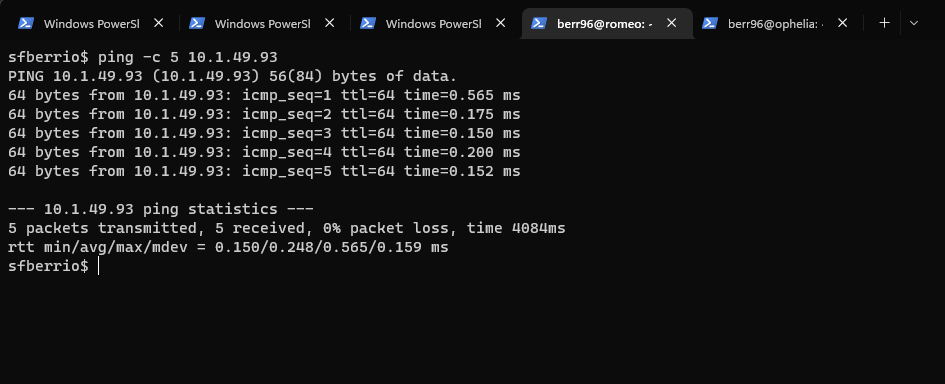 Windows PowerSl
Windows PowerSl
Windows PowerSl
berr96@romeo: -
berr96@ophelia:
sfberrio$ ping -c 5 10.1.49.93
PING 10.1.49.93 (10.1.49.93) 56(84) bytes of data.
64 bytes from 10.1.49.93: icmp_seq=1 ttl=64 time=0.565 ms
64 bytes from 10.1.49.93: icmp_seq=2 ttl=64 time=0.175 ms
64 bytes from 10.1.49.93: icmp_seq=3 ttl=64 time=0.150 ms
64 bytes from 10.1.49.93: icmp_seq=4 ttl=64 time=0.200 ms
64 bytes from 10.1.49.93: icmp_seq=5 ttl=64 time=0.152 ms
--- 10.1.49.93 ping statistics ---
5 packets transmitted, 5 received, 0% packet loss, time 4084ms
rtt min/avg/max/mdev = 0.150/0.248/0.565/0.159 ms
sfberrio$